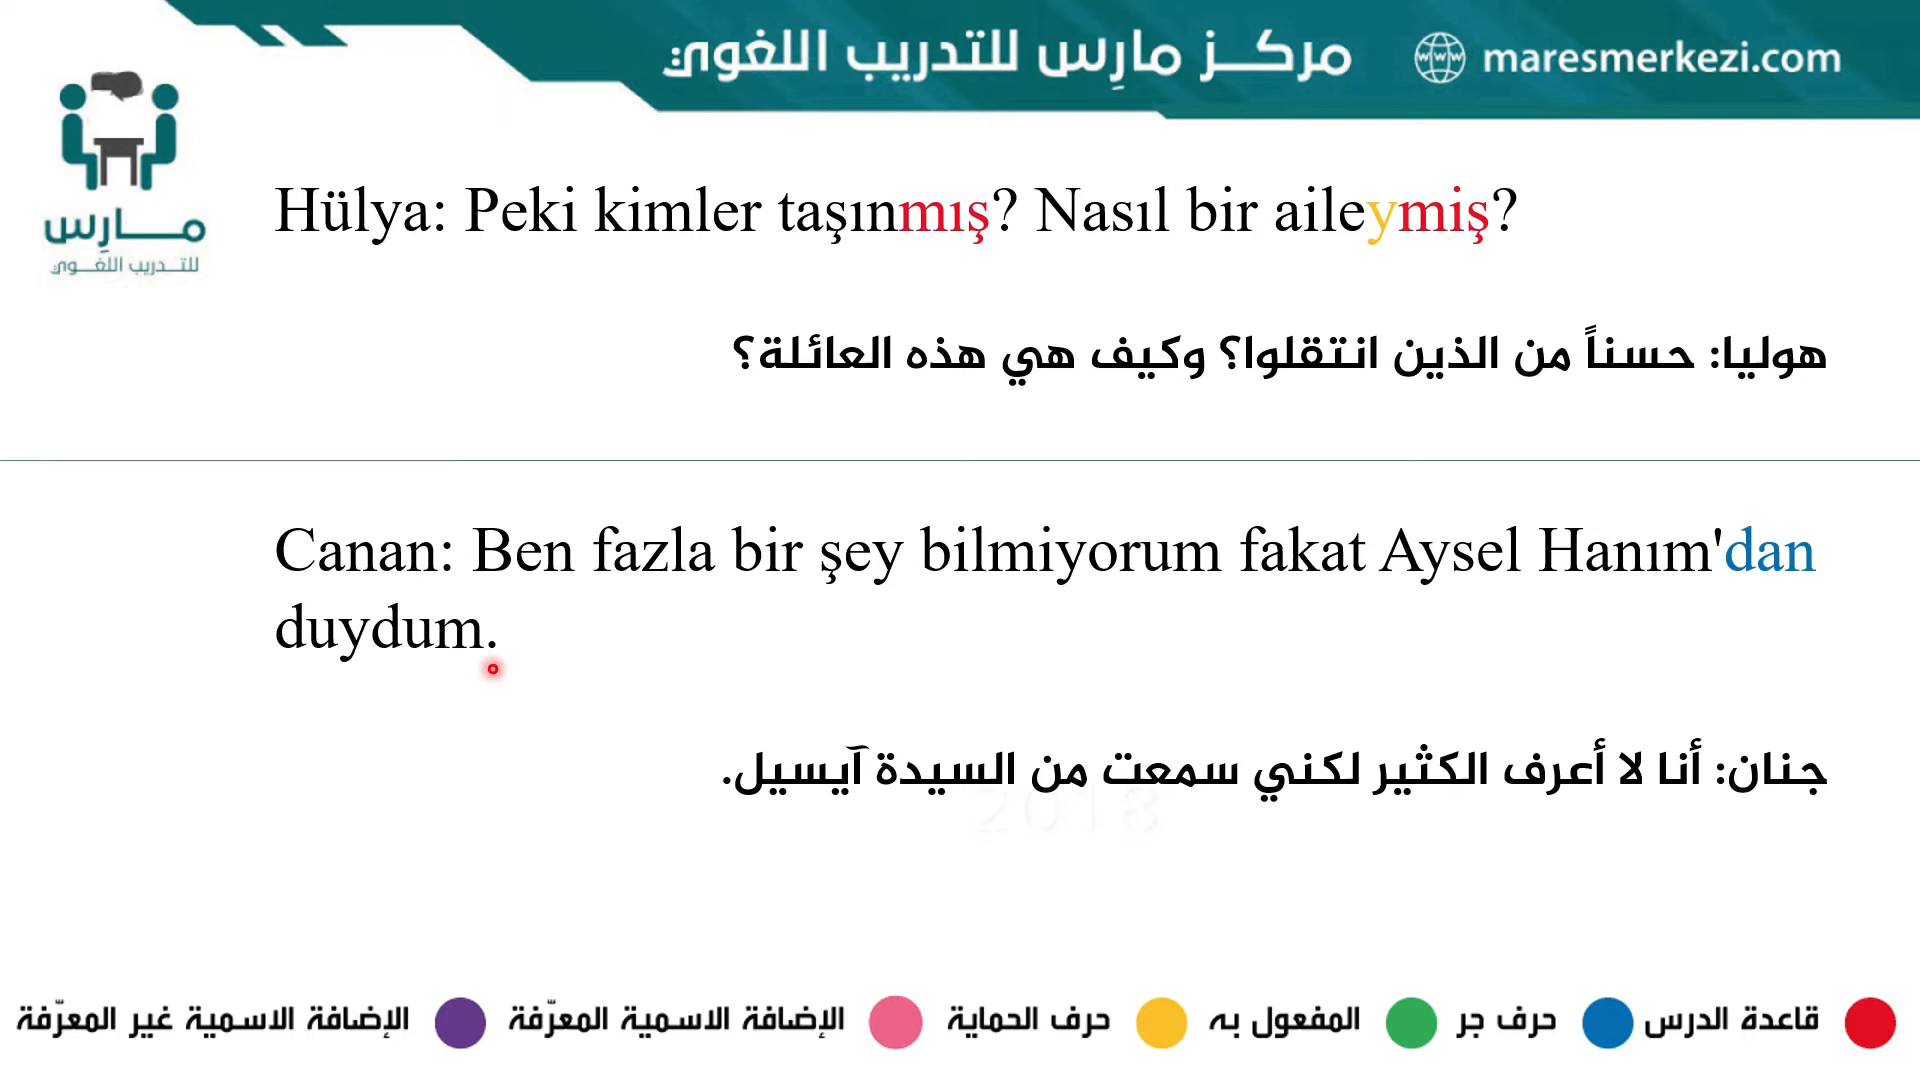 مركز مارِس للتدريب اللغوي
www
maresmerkezi.com
مارِس
للتدريب اللغوي
Hülya: Peki kimler taşınmış? Nasıl bir aileymiş?
هوليا: حسناً من الذين انتقلوا؟ وكيف هي هذه العائلة؟
Canan: Ben fazla bir şey bilmiyorum fakat Aysel Hanım'dan
duydum.
جنان: أنا لا أعرف الكثير لكني سمعت من السيدة آيسيل.
2018
قاعدة الدرس حرف جر المفعول به حرف الحماية الإضافة الاسمية المعرّفة الإضافة الاسمية غير المعرّفة